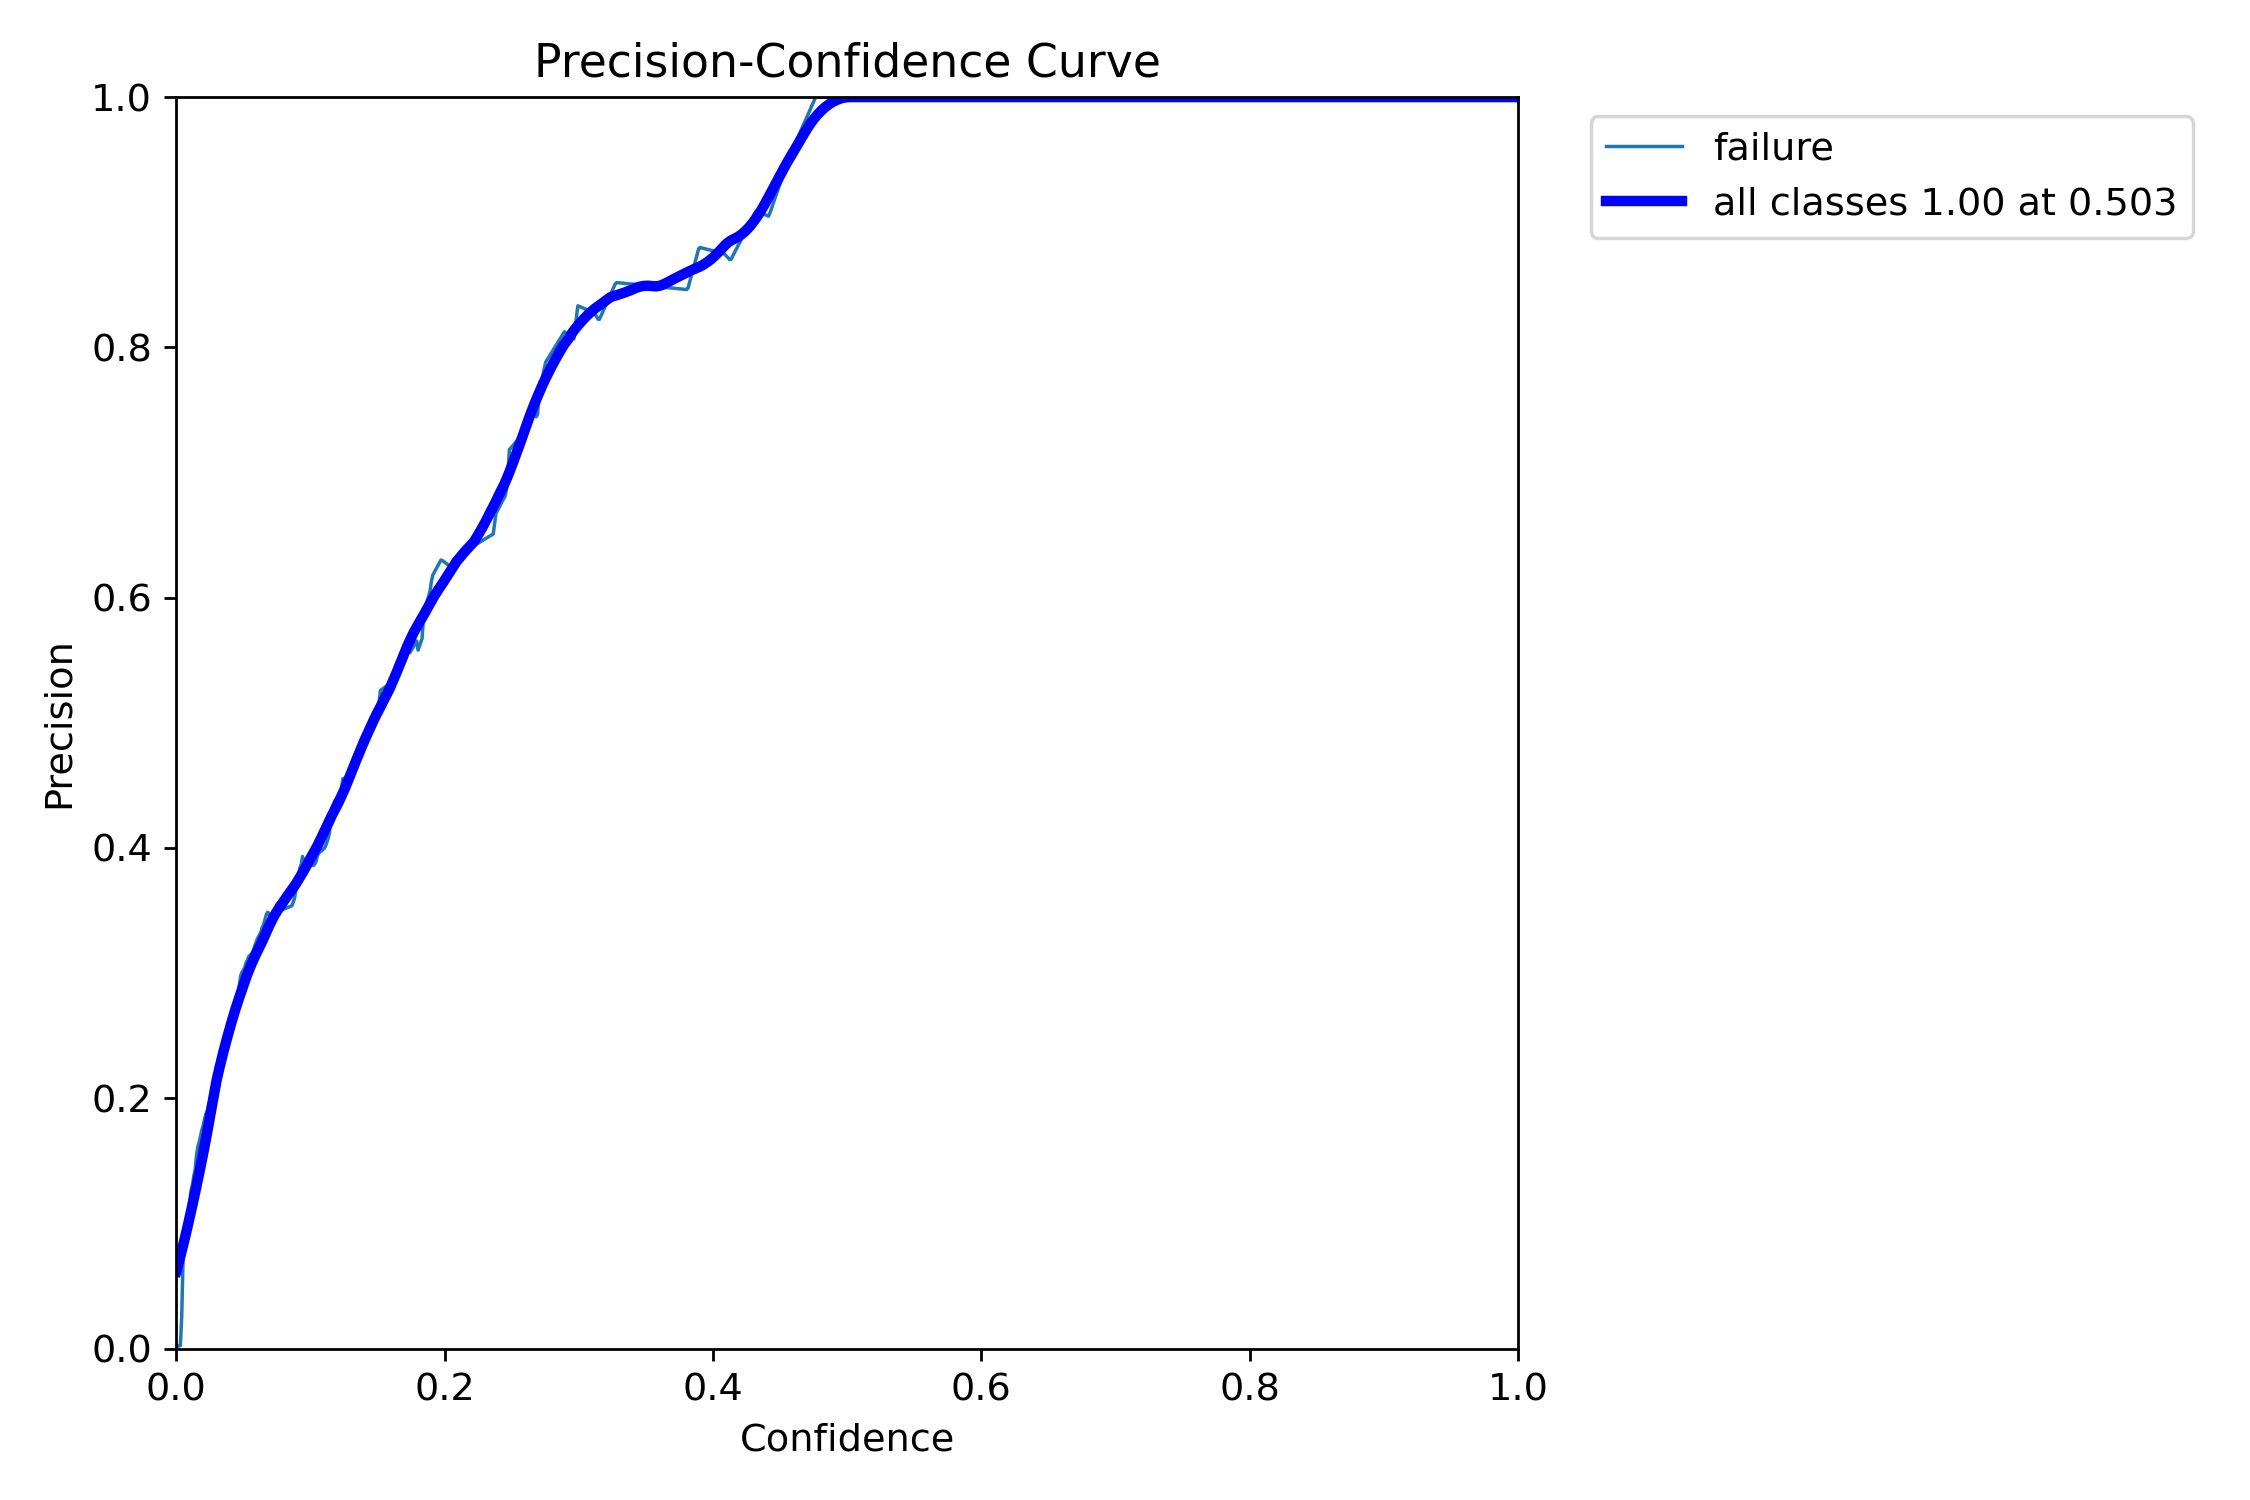 Precision-Confidence Curve
1.0
0.8
0.6
0.4
0.2
0.0
Precision
0.0 0.2 0.4 0.6 0.8 1.0
Confidence
failure
all classes 1.00 at 0.503